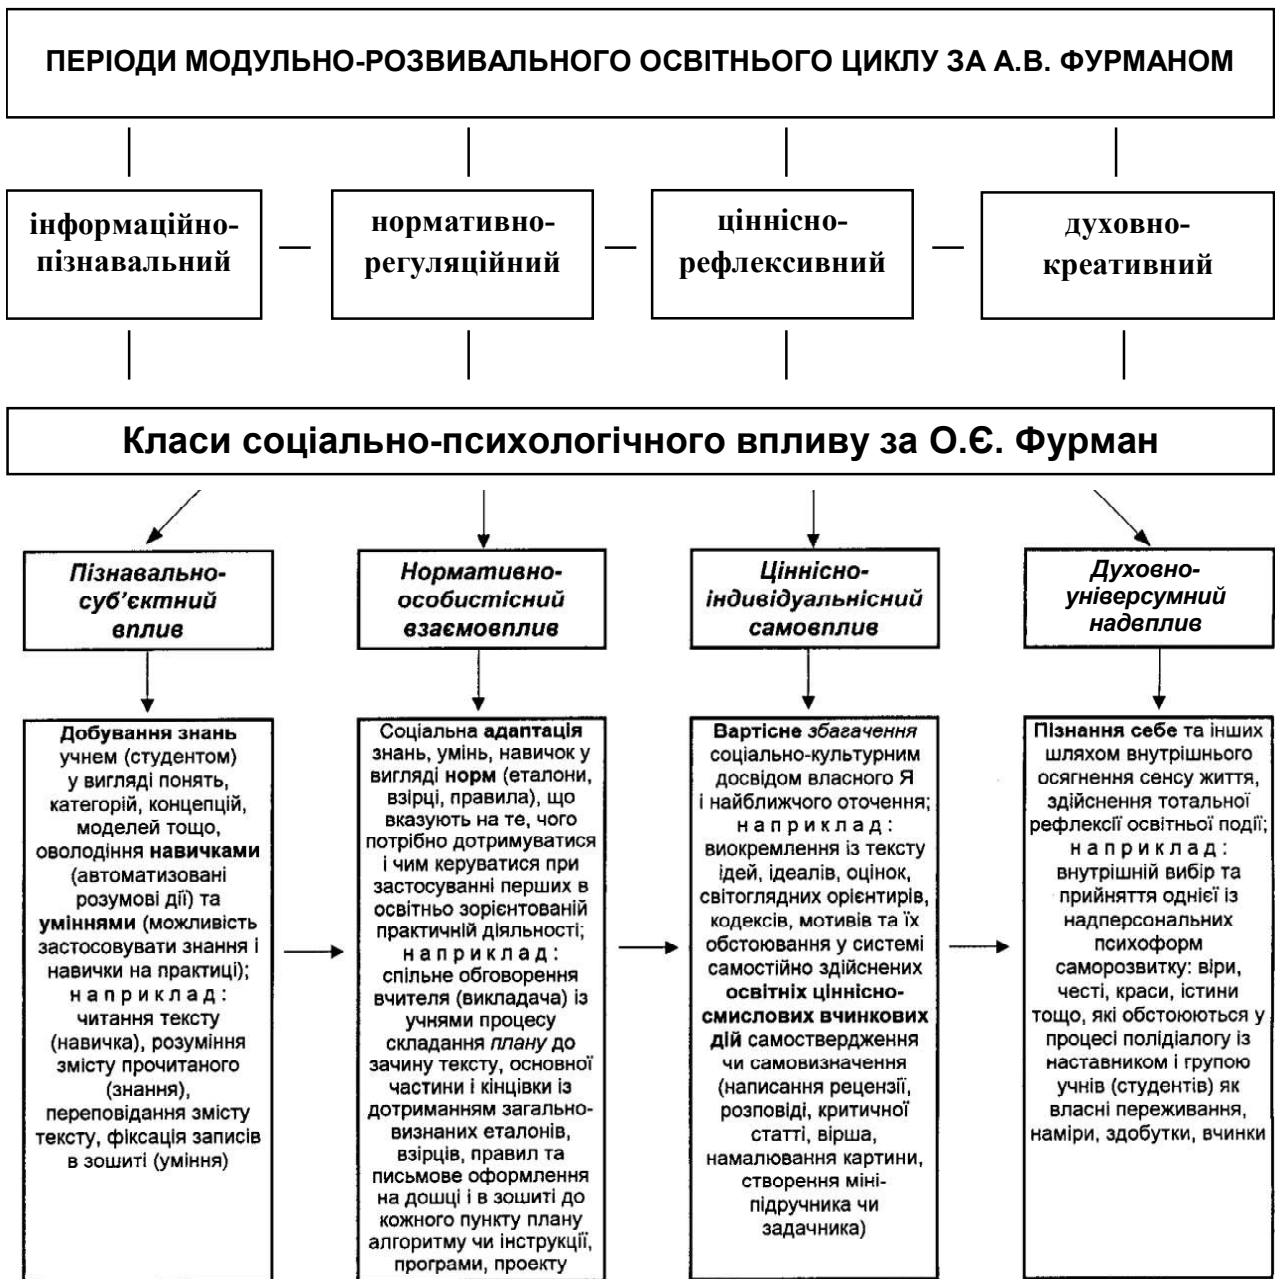 ПЕРІОДИ МОДУЛЬНО-РОЗВИВАЛЬНОГО ОСВІТНЬОГО ЦИКЛУ ЗА А.В. ФУРМАНОМ
інформаційно-
пізнавальний
нормативно-
регуляційний
ціннісно-
рефлексивний
духовно-
креативний
Класи соціально-психологічного впливу за О.Є. Фурман
Пізнавально-
суб’єктний
вплив
Нормативно-
особистісний
взаємовплив
Ціннісно-
індивідуальнісний
самовплив
Духовно-
універсумний
надвплив
Добування знань
учнем (студентом)
у вигляді понять,
категорій, концепцій,
моделей тощо,
оволодіння навичками
(автоматизовані
розумові дії) та
уміннями (можливість
застосовувати знання і
навички на практиці);
наприклад:
читання тексту
(навичка), розуміння
змісту прочитаного
(знання),
переповідання змісту
тексту, фіксація записів
в зошиті (уміння)
Соціальна адаптація
знань, умінь, навичок у
вигляді норм (еталони,
взірці, правила), що
вказують на те, чого
потрібно дотримуватися
і чим керуватися при
застосуванні перших в
освітньо зорієнтованій
практичній діяльності;
наприклад:
спільне обговорення
вчителя (викладача) із
учнями процесу
складання плану до
зачину тексту, основної
частини і кінцівки із
дотриманням загально-
визнаних еталонів,
взірців, правил та
письмове оформлення
на дошці і в зошиті до
кожного пункту плану
алгоритму чи інструкції,
програми, проекту
Вартісне збагачення
соціально-культурним
досвідом власного Я
і найближчого оточення;
наприклад:
виокремлення із тексту
ідей, ідеалів, оцінок,
світоглядних орієнтирів,
кодексів, мотивів та їх
обстоювання у системі
самостійно здійснених
освітніх ціннісно-
смислових вчинкових
дій самоствердження
чи самовизначення
(написання рецензії,
розповіді, критичної
статті, вірша,
намалювання картини,
створення міні-
підручника чи
задачника)
Пізнання себе та інших
шляхом внутрішнього
осягнення сенсу життя,
здійснення тотальної
рефлексії освітньої події;
наприклад:
внутрішній вибір та
прийняття однієї із
надперсональних
психоформ
саморозвитку: віри,
честі, краси, істини
тощо, які обстоюються у
процесі полідіалогу із
наставником і групою
учнів (студентів) як
власні переживання,
наміри, здобутки, вчинки